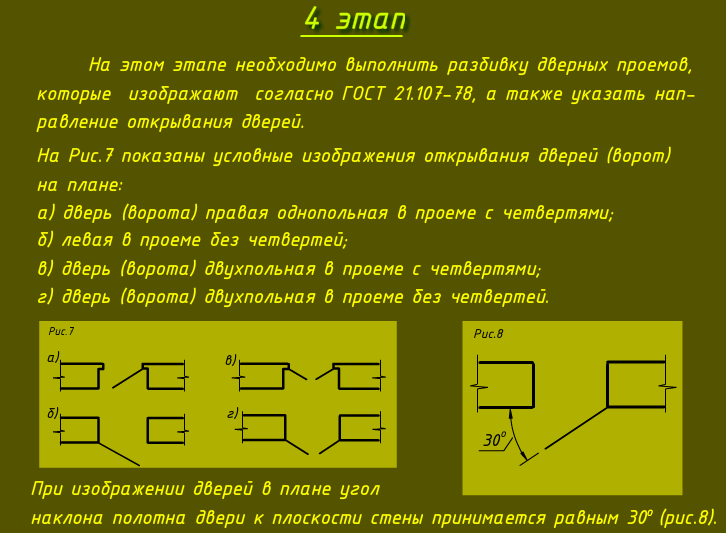 4 этап
На этом этапе необходимо выполнить разбивку дверных проемов,
которые изображают согласно ГОСТ 21.107-78, а также указать нап-
равление открывания дверей.
На Рис.7 показаны условные изображения открывания дверей (ворот)
на плане:
а) дверь (ворота) правая однопольная в проеме с четвертями;
б) левая в проеме без четвертей;
в) дверь (ворота) двухпольная в проеме с четвертями;
г) дверь (ворота) двухпольная в проеме без четвертей.
Рис.7
а)
в)
б)
г)
Рис.8
30°
При изображении дверей в плане угол
наклона полотна двери к плоскости стены принимается равным 30° (рис.8).